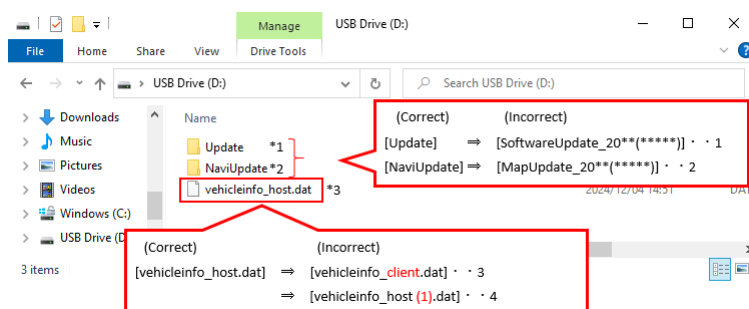 Manage
USB Drive (D:)
File
Home
Share
View
Drive Tools
USB Drive (D:)
Search USB Drive (D:)
Downloads
Music
Pictures
Videos
Windows (C:)
USB Drive (D
Name
Update *1
NaviUpdate *2
vehicleinfo_host.dat *3
(Correct) (Incorrect)
[Update] ⇒ [SoftwareUpdate_20**(*****)]・・1
[NaviUpdate] ⇒ [MapUpdate_20**(*****)]・・2
2024/12/04 14:51
DA
(Correct) (Incorrect)
[vehicleinfo_host.dat] ⇒ [vehicleinfo_client.dat]・・3
⇒ [vehicleinfo_host (1).dat]・・4
3 items